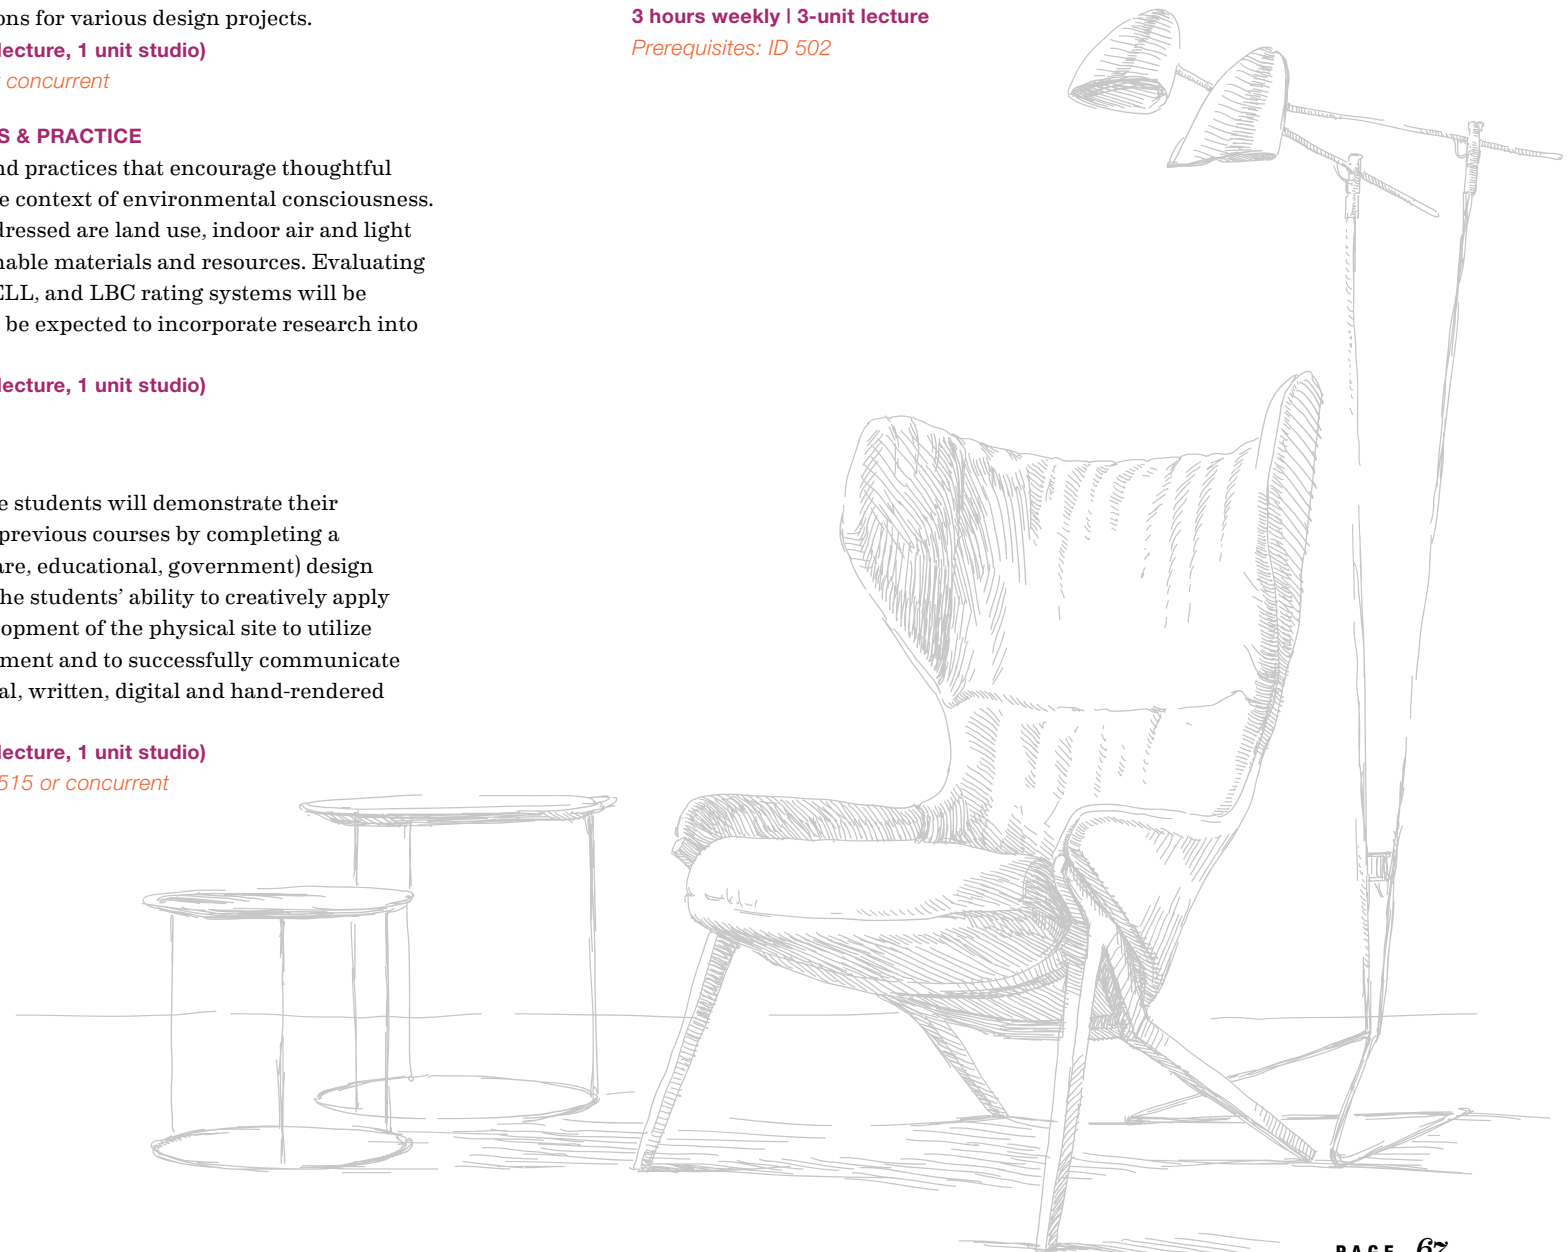 ons for various design projects.
lecture, 1 unit studio)
concurrent
S & PRACTICE
nd practices that encourage thoughtful
e context of environmental consciousness.
dressed are land use, indoor air and light
nable materials and resources. Evaluating
ELL, and LBC rating systems will be
be expected to incorporate research into
lecture, 1 unit studio)
e students will demonstrate their
previous courses by completing a
are, educational, government) design
he students’ ability to creatively apply
opment of the physical site to utilize
ment and to successfully communicate
al, written, digital and hand-rendered
lecture, 1 unit studio)
515 or concurrent
3 hours weekly | 3-unit lecture
Prerequisites: ID 502
PAGE 67